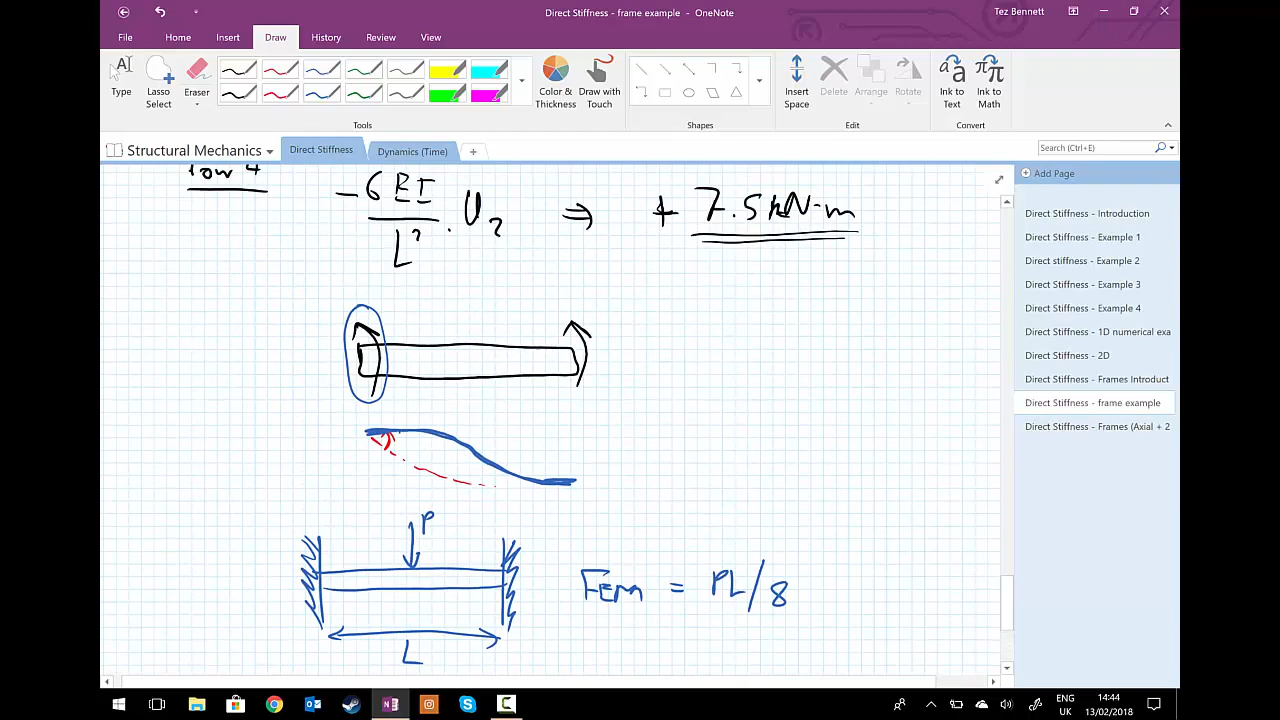 Direct Stiffness - frame example - OneNote
Tez Bennett
File Home Insert Draw History Review View
Type
Lasso Select
Eraser
Color & Thickness
Draw with Touch
Insert Space
Delete
Arrange
Rotate
Ink to Text
Ink to Math
Tools
Shapes
Edit
Convert
Structural Mechanics
Direct Stiffness
Dynamics (Time)
Search (Ctrl+E)
Add Page
Direct Stiffness - Introduction
Direct Stiffness - Example 1
Direct stiffness - Example 2
Direct Stiffness - Example 3
Direct Stiffness - Example 4
Direct Stiffness - 1D numerical exa
Direct Stiffness - 2D
Direct Stiffness - Frames Introduct
Direct Stiffness - frame example
Direct Stiffness - Frames (Axial + 2
row 4
-6EI/L² . U₂ ⇒ + 7.5kN-m
P
FEM = PL/8
L
ENG
UK
14:44
13/02/2018